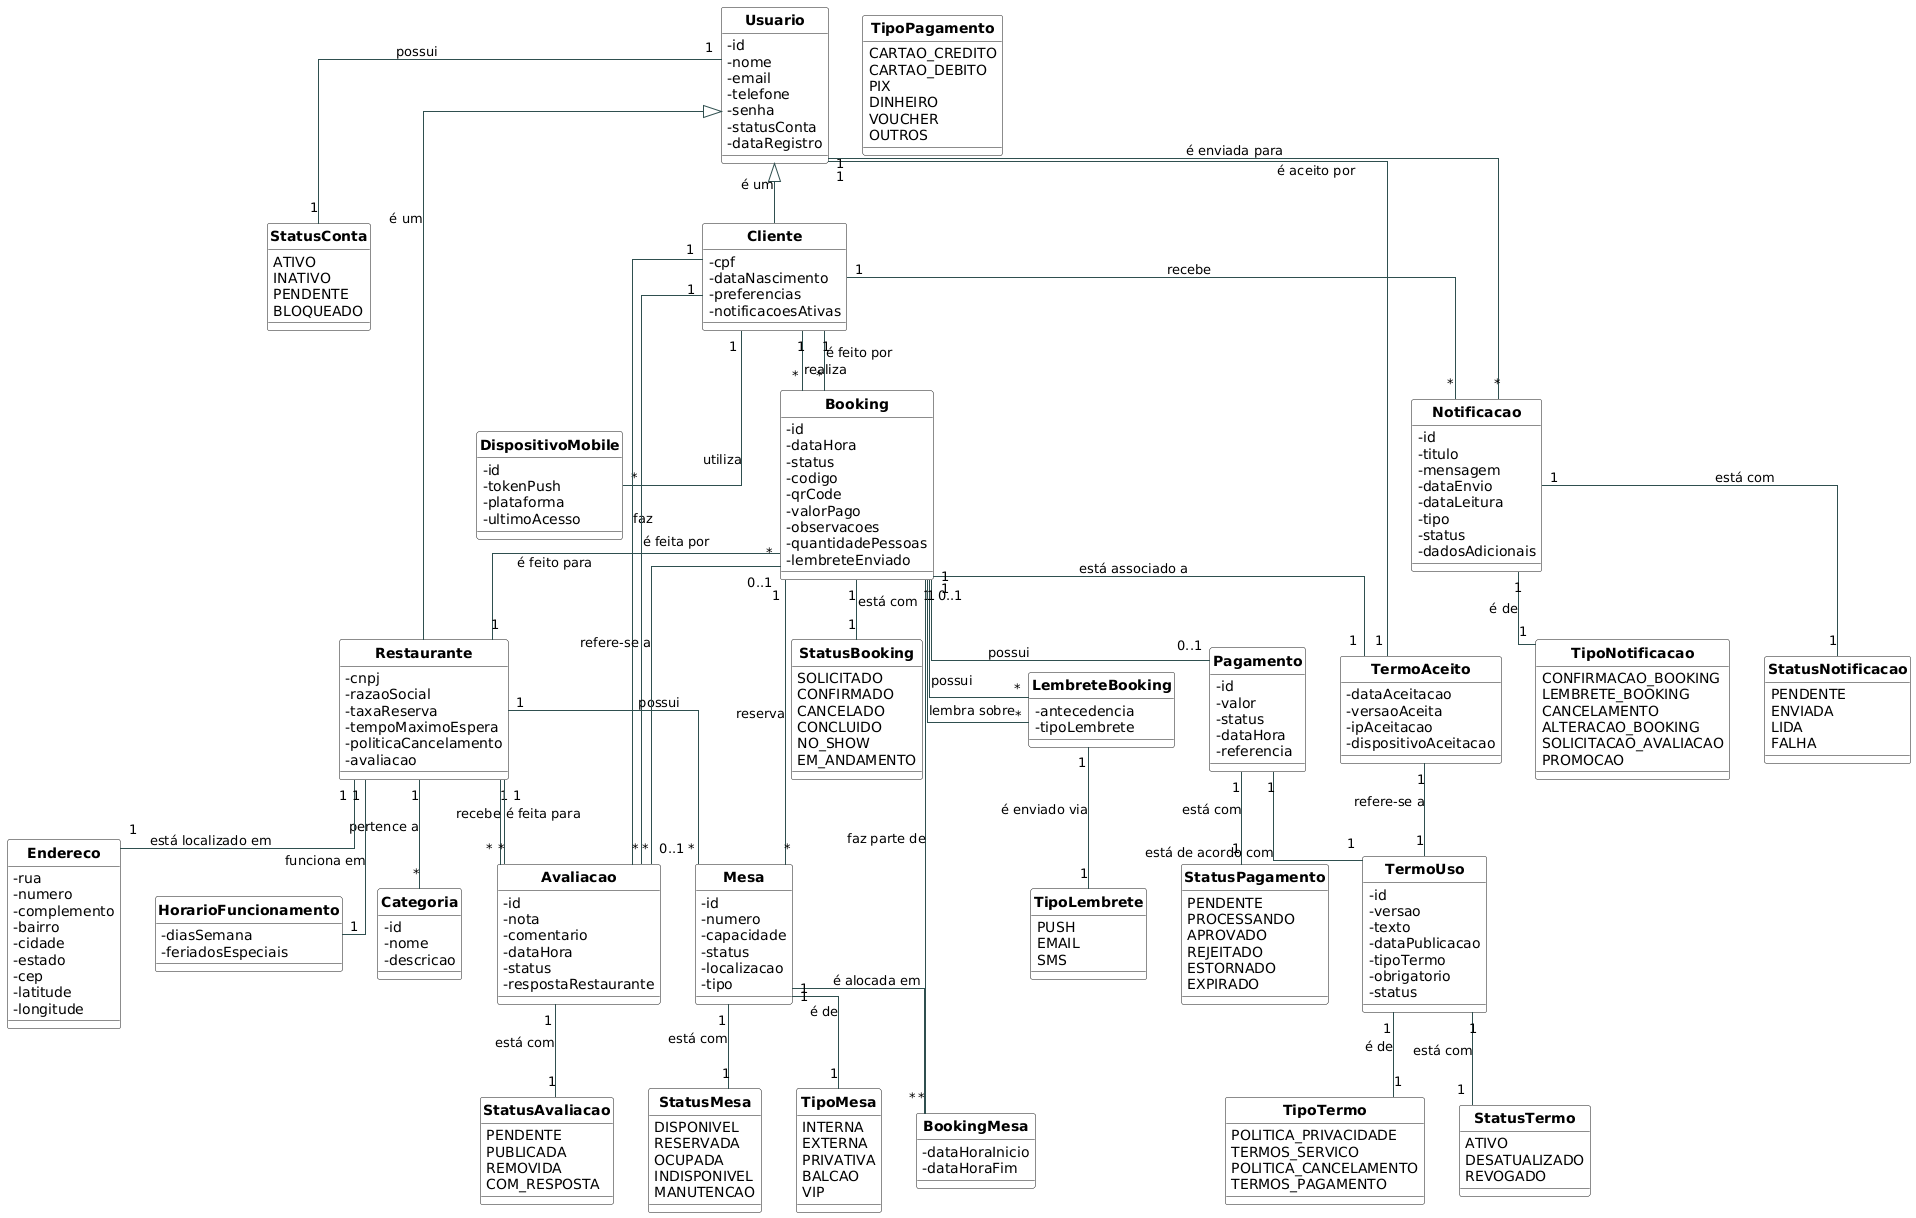 Usuario
-id
-nome
-email
-telefone
-senha
-statusConta
-dataRegistro
TipoPagamento
CARTAO_CREDITO
CARTAO_DEBITO
PIX
DINHEIRO
VOUCHER
OUTROS
possui
1
1
é um
é um
1
1
é enviada para
é aceito por
StatusConta
ATIVO
INATIVO
PENDENTE
BLOQUEADO
Cliente
-cpf
-dataNascimento
-preferencias
-notificacoesAtivas
1
1
1
recebe
1
1
1
é feito por
realiza
*
*
*
*
Booking
-id
-dataHora
-status
-codigo
-qrCode
-valorPago
-observacoes
-quantidadePessoas
-lembreteEnviado
Notificacao
-id
-titulo
-mensagem
-dataEnvio
-dataLeitura
-tipo
-status
-dadosAdicionais
DispositivoMobile
-id
-tokenPush
-plataforma
-ultimoAcesso
utiliza
*
faz
é feita por
*
é feito para
0..1
1
1
está com
1
1
1 0..1
1
1
está associado a
1
está com
1
é de
1
1
1
refere-se a
1
possui
0..1
possui
*
lembra sobre
*
1
1
Restaurante
-cnpj
-razaoSocial
-taxaReserva
-tempoMaximoEspera
-politicaCancelamento
-avaliacao
1
possui
reserva
StatusBooking
SOLICITADO
CONFIRMADO
CANCELADO
CONCLUIDO
NO_SHOW
EM_ANDAMENTO
LembreteBooking
-antecedencia
-tipoLembrete
Pagamento
-id
-valor
-status
-dataHora
-referencia
TermoAceito
-dataAceitacao
-versaoAceita
-ipAceitacao
-dispositivoAceitacao
TipoNotificacao
CONFIRMACAO_BOOKING
LEMBRETE_BOOKING
CANCELAMENTO
ALTERACAO_BOOKING
SOLICITACAO_AVALIACAO
PROMOCAO
StatusNotificacao
PENDENTE
ENVIADA
LIDA
FALHA
1
1
1
1
1
recebe
é feita para
pertence a
1
está localizado em
funciona em
*
*
*
*
*
0..1
*
*
1
faz parte de
1
é enviado via
1
1
está com
1
está de acordo com
1
1
1
refere-se a
1
Endereco
-rua
-numero
-complemento
-bairro
-cidade
-estado
-cep
-latitude
-longitude
HorarioFuncionamento
-diasSemana
-feriadosEspeciais
Categoria
-id
-nome
-descricao
Avaliacao
-id
-nota
-comentario
-dataHora
-status
-respostaRestaurante
Mesa
-id
-numero
-capacidade
-status
-localizacao
-tipo
TipoLembrete
PUSH
EMAIL
SMS
StatusPagamento
PENDENTE
PROCESSANDO
APROVADO
REJEITADO
ESTORNADO
EXPIRADO
TermoUso
-id
-versao
-texto
-dataPublicacao
-tipoTermo
-obrigatorio
-status
1
1
é alocada em
é de
1
está com
1
está com
1
1
1
*
*
1
é de
1
1
está com
1
StatusAvaliacao
PENDENTE
PUBLICADA
REMOVIDA
COM_RESPOSTA
StatusMesa
DISPONIVEL
RESERVADA
OCUPADA
INDISPONIVEL
MANUTENCAO
TipoMesa
INTERNA
EXTERNA
PRIVATIVA
BALCAO
VIP
BookingMesa
-dataHoraInicio
-dataHoraFim
TipoTermo
POLITICA_PRIVACIDADE
TERMOS_SERVICO
POLITICA_CANCELAMENTO
TERMOS_PAGAMENTO
StatusTermo
ATIVO
DESATUALIZADO
REVOGADO